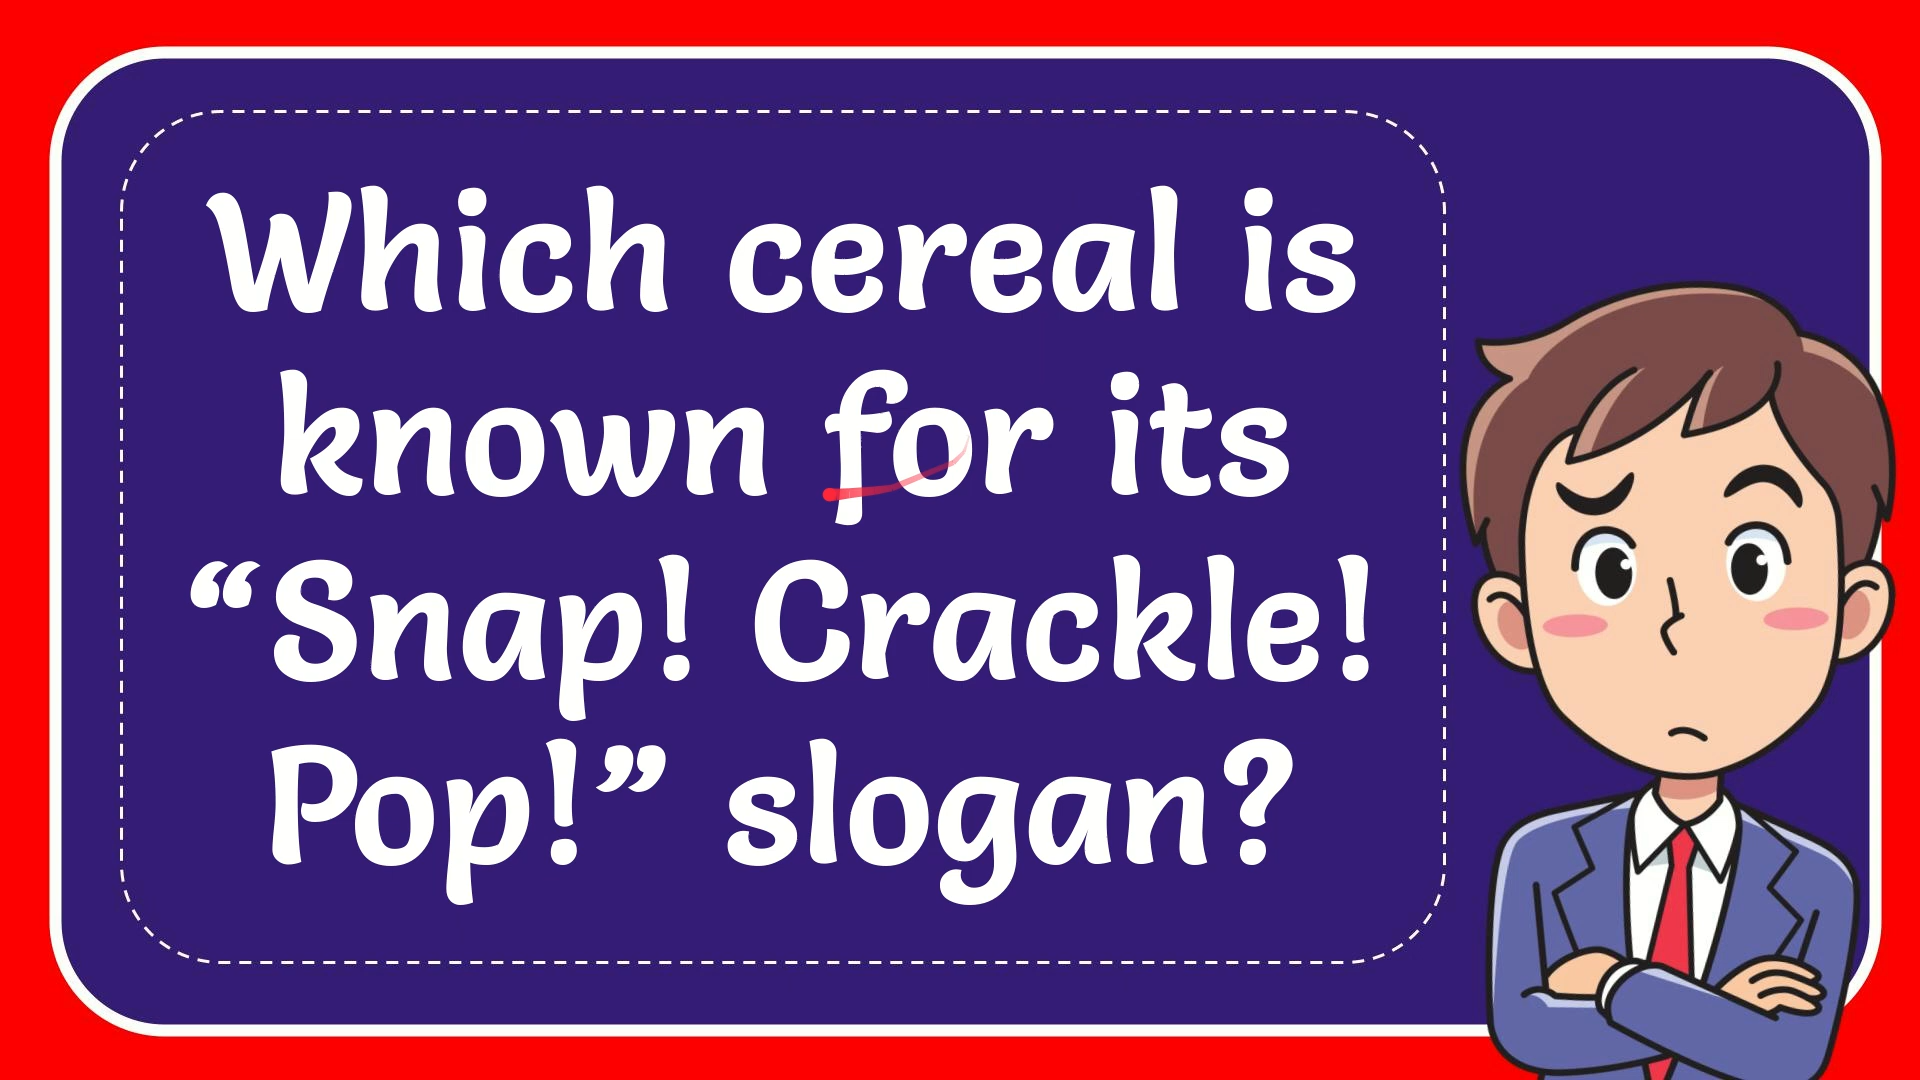 Which cereal is
known for its
“Snap! Crackle!
Pop!” slogan?